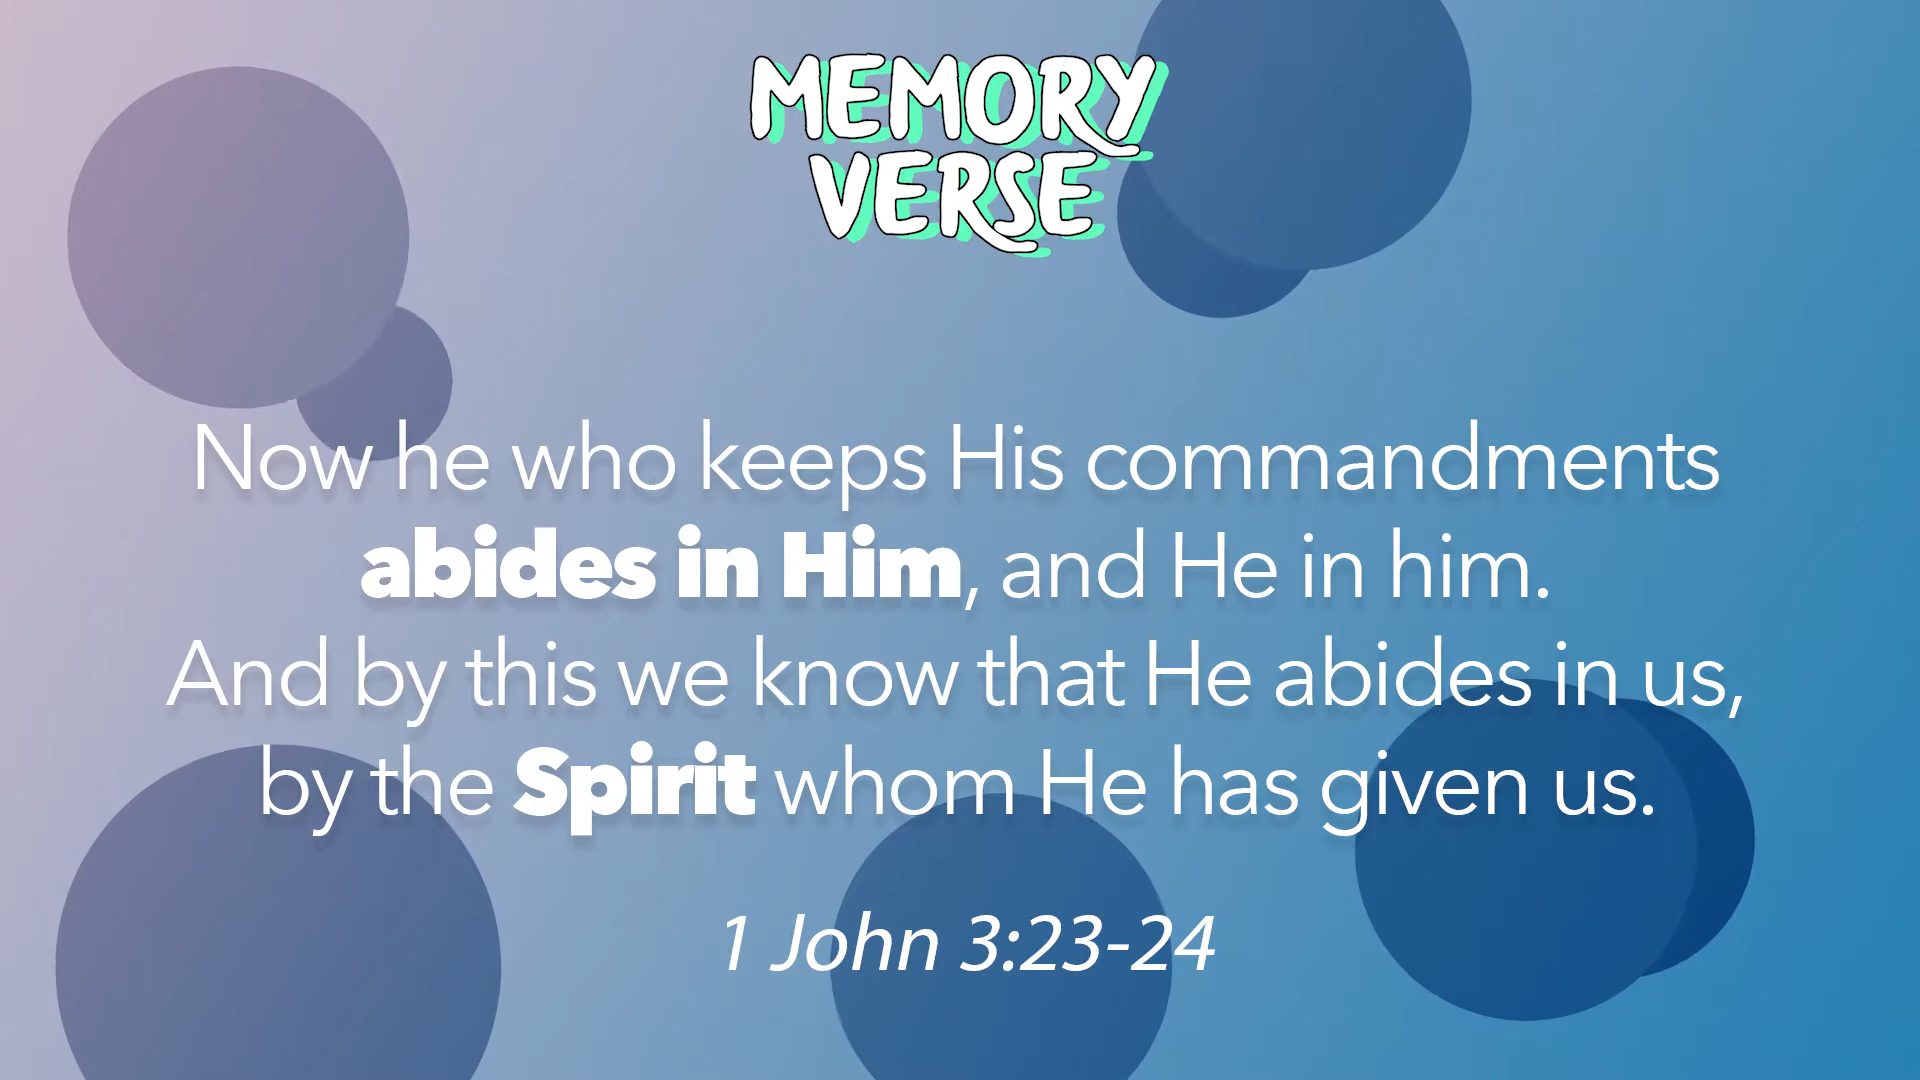 MEMORY
VERSE
Now he who keeps His commandments
abides in Him, and He in him.
And by this we know that He abides in us,
by the Spirit whom He has given us.
1 John 3:23-24